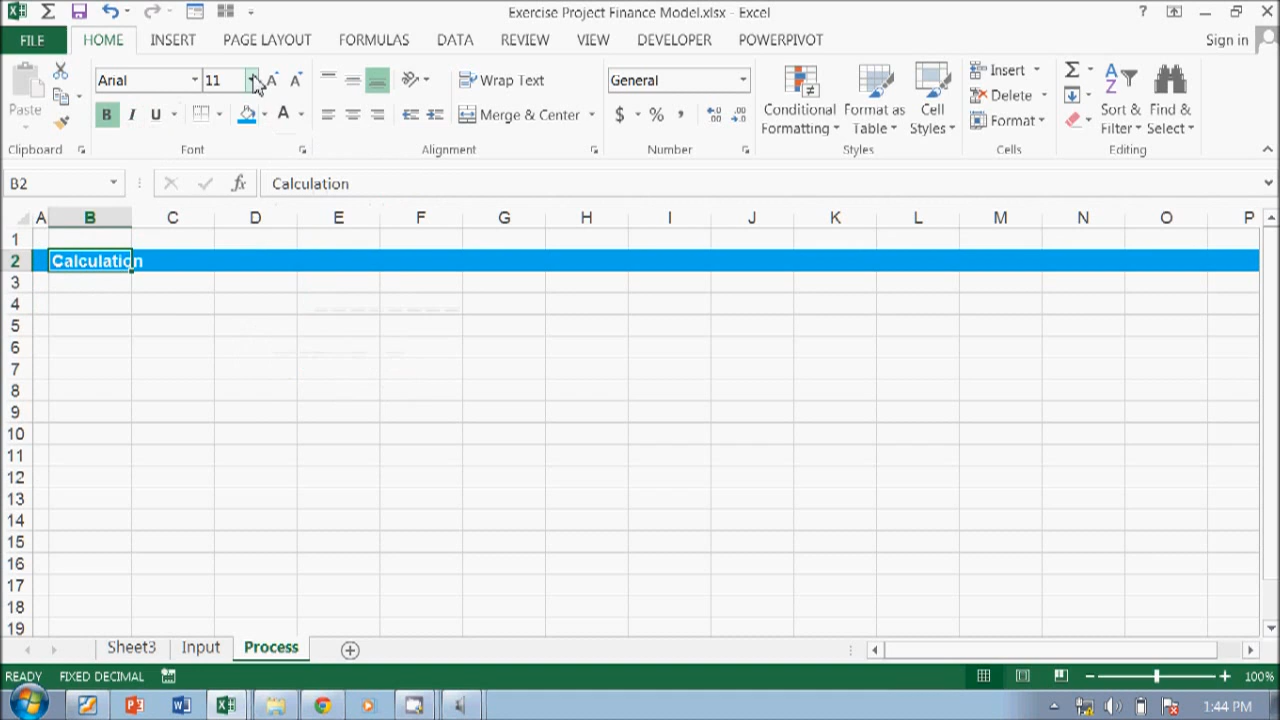 Exercise Project Finance Model.xlsx - Excel
FILE HOME INSERT PAGE LAYOUT FORMULAS DATA REVIEW VIEW DEVELOPER POWERPIVOT Sign in
Arial 11 Wrap Text General Insert
Paste Conditional Formatting Format as Table Cell Styles Delete Sort & Filter Find & Select
B I U A Merge & Center $ % , Format
Clipboard Font Alignment Number Styles Cells Editing
B2 fx Calculation
A B C D E F G H I J K L M N O P
1
2 Calculation
3
4
5
6
7
8
9
10
11
12
13
14
15
16
17
18
19
Sheet3 Input Process
READY FIXED DECIMAL 100%
1:44 PM